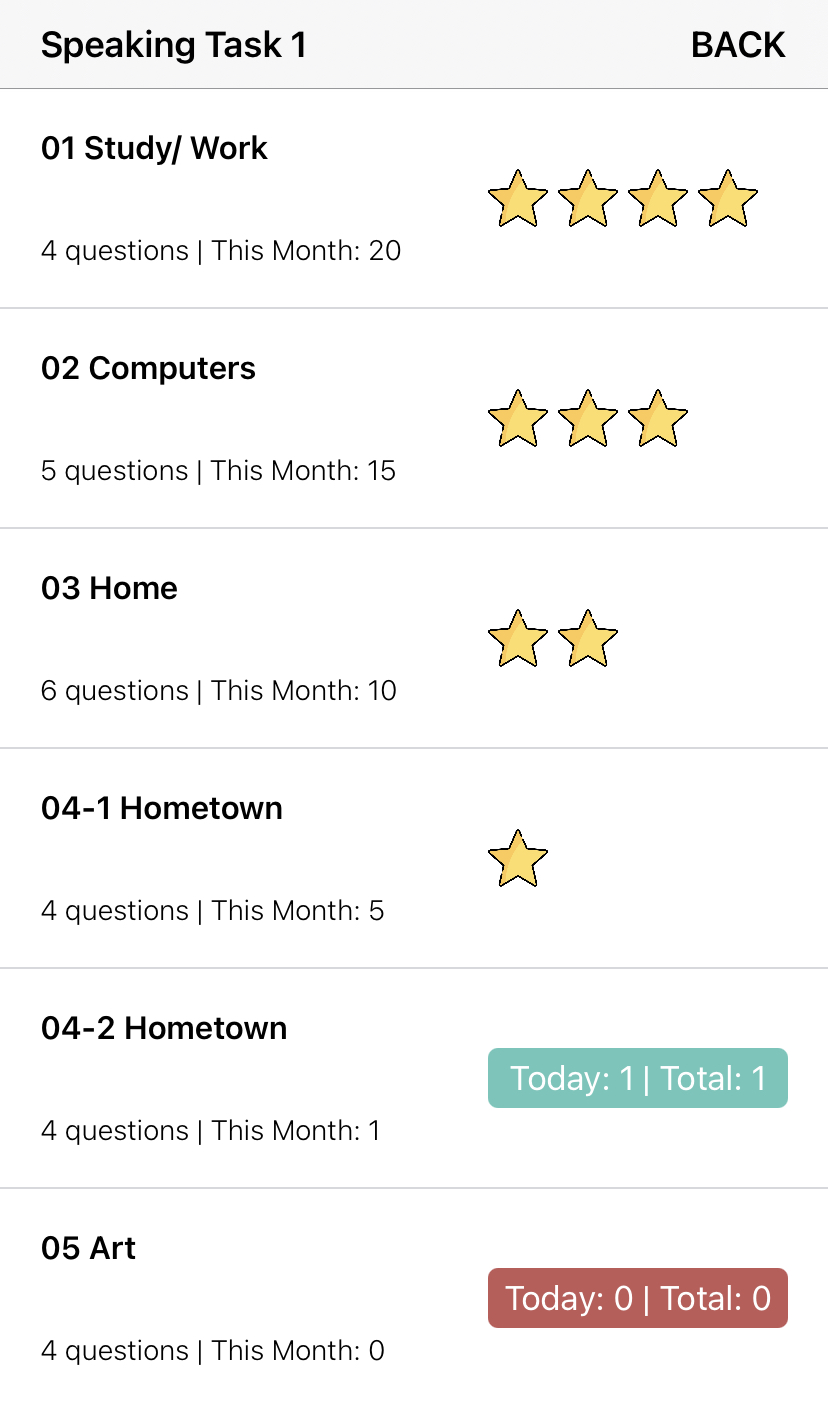 Speaking Task 1
BACK
01 Study/ Work
4 questions | This Month: 20
02 Computers
5 questions | This Month: 15
03 Home
6 questions | This Month: 10
04-1 Hometown
4 questions | This Month: 5
04-2 Hometown
Today: 1 | Total: 1
4 questions | This Month: 1
05 Art
Today: 0 | Total: 0
4 questions | This Month: 0